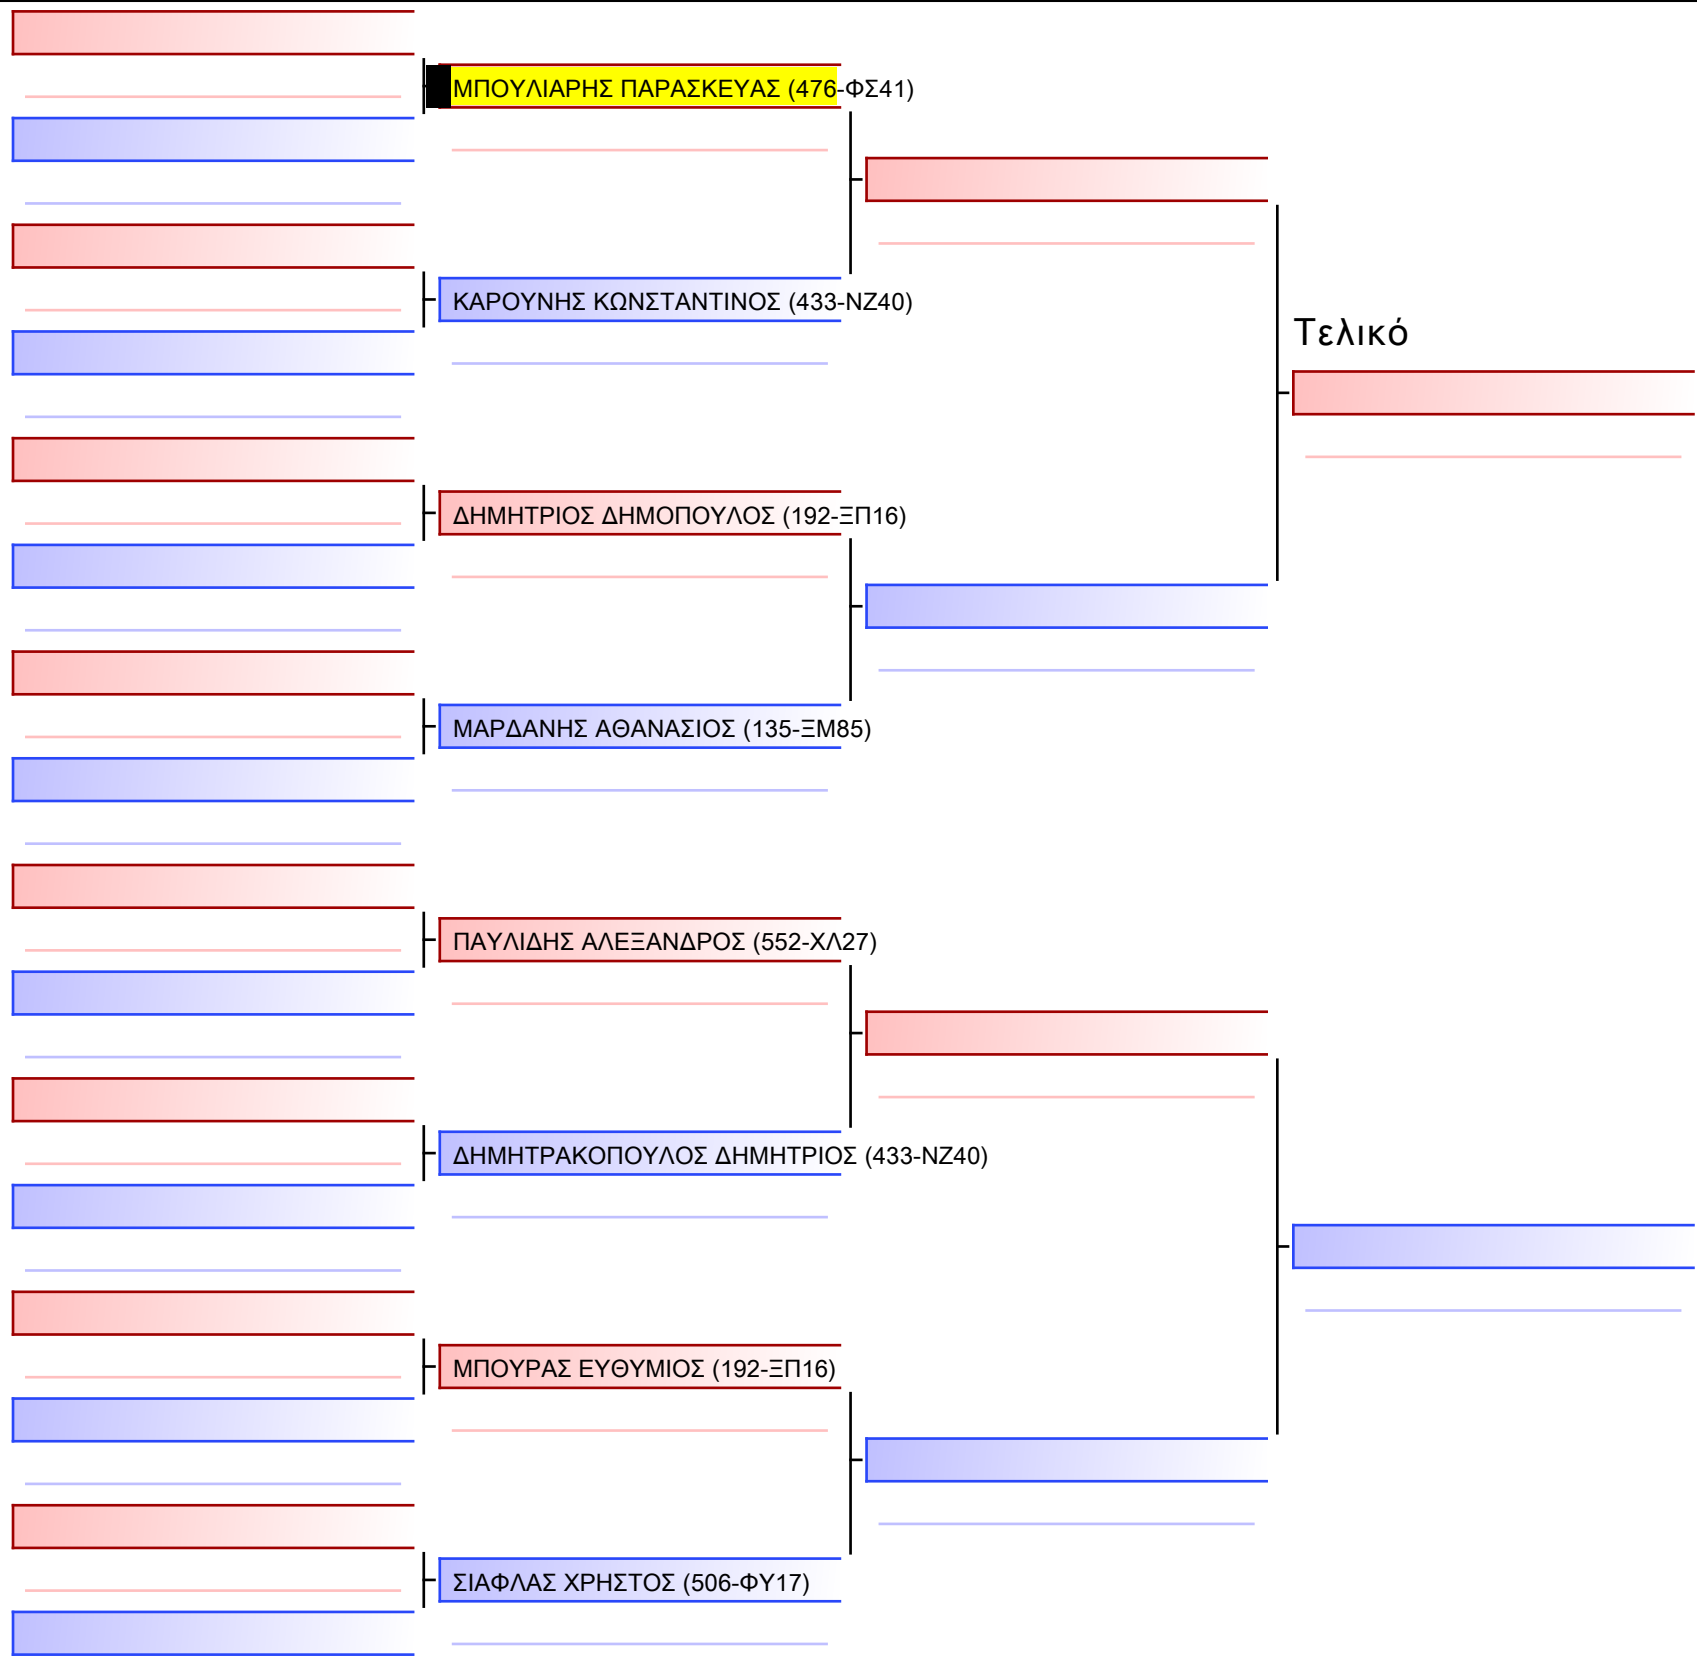 ΜΠΟΥΛΙΑΡΗΣ ΠΑΡΑΣΚΕΥΑΣ (476-ΦΣ41)
ΚΑΡΟΥΝΗΣ ΚΩΝΣΤΑΝΤΙΝΟΣ (433-ΝΖ40)
Τελικό
ΔΗΜΗΤΡΙΟΣ ΔΗΜΟΠΟΥΛΟΣ (192-ΞΠ16)
ΜΑΡΔΑΝΗΣ ΑΘΑΝΑΣΙΟΣ (135-ΞΜ85)
ΠΑΥΛΙΔΗΣ ΑΛΕΞΑΝΔΡΟΣ (552-ΧΛ27)
ΔΗΜΗΤΡΑΚΟΠΟΥΛΟΣ ΔΗΜΗΤΡΙΟΣ (433-ΝΖ40)
ΜΠΟΥΡΑΣ ΕΥΘΥΜΙΟΣ (192-ΞΠ16)
ΣΙΑΦΛΑΣ ΧΡΗΣΤΟΣ (506-ΦΥ17)